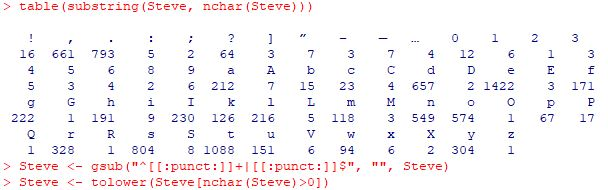 > table(substring(Steve, nchar(Steve)))
! , . : ; ? ] ” – — … 0 1 2 3
16 661 793 5 2 64 3 7 3 7 4 12 6 1 3
4 5 6 8 9 a A b c C d D e E f
5 3 4 2 6 212 7 15 23 4 657 2 1422 3 171
g G h i I k l L m M n o O p P
222 1 191 9 230 126 216 5 118 3 549 574 1 67 17
Q r R s S t u V w x X y z
1 328 1 804 8 1088 151 6 94 6 2 304 1
> Steve <- gsub("^[[:punct:]]+|[[:punct:]]$", "", Steve)
> Steve <- tolower(Steve[nchar(Steve)>0])